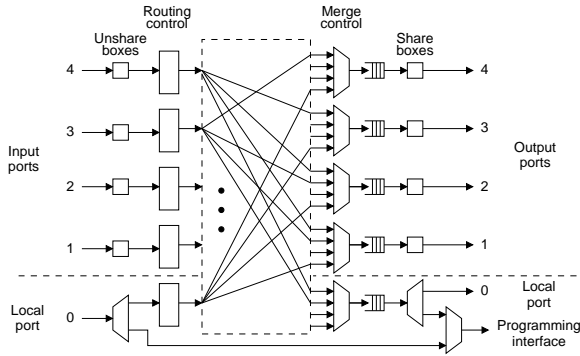 Routing
control
Merge
control
Unshare
boxes
Share
boxes
4
4
3
3
Input
ports
Output
ports
2
2
1
1
Local
port
0
0
Local
port
Programming
interface